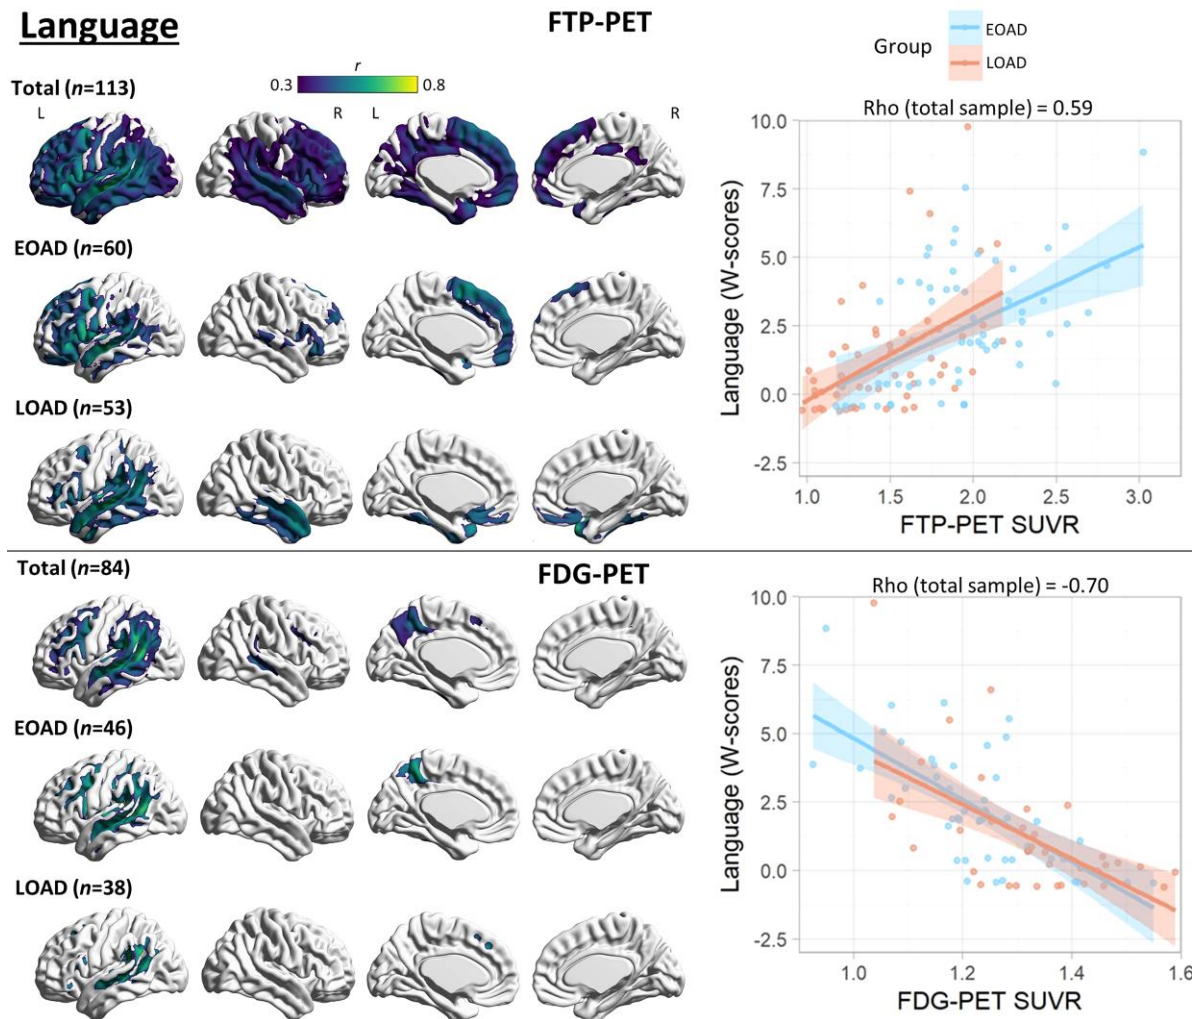 Language
FTP-PET
Group
EOAD
LOAD
Total (n=113)
r
0.3
0.8
L
R
L
R
EOAD (n=60)
LOAD (n=53)
Rho (total sample) = 0.59
10.0
7.5
5.0
2.5
0.0
-2.5
Language (W-scores)
1.0 1.5 2.0 2.5 3.0
FTP-PET SUVR
Total (n=84)
FDG-PET
EOAD (n=46)
LOAD (n=38)
Rho (total sample) = -0.70
10.0
7.5
5.0
2.5
0.0
-2.5
Language (W-scores)
1.0 1.2 1.4 1.6
FDG-PET SUVR